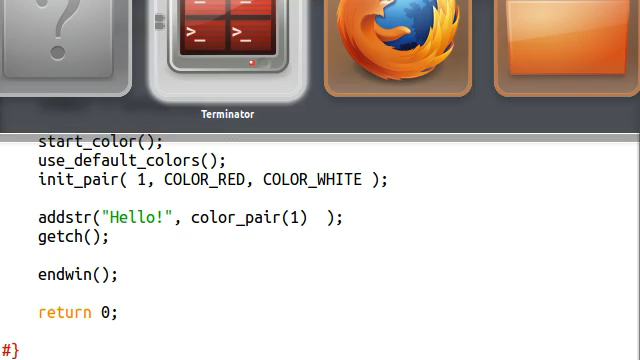 ?
>_ >_
Terminator
start_color();
use_default_colors();
init_pair( 1, COLOR_RED, COLOR_WHITE );
addstr("Hello!", color_pair(1)  );
getch();
endwin();
return 0;
#}